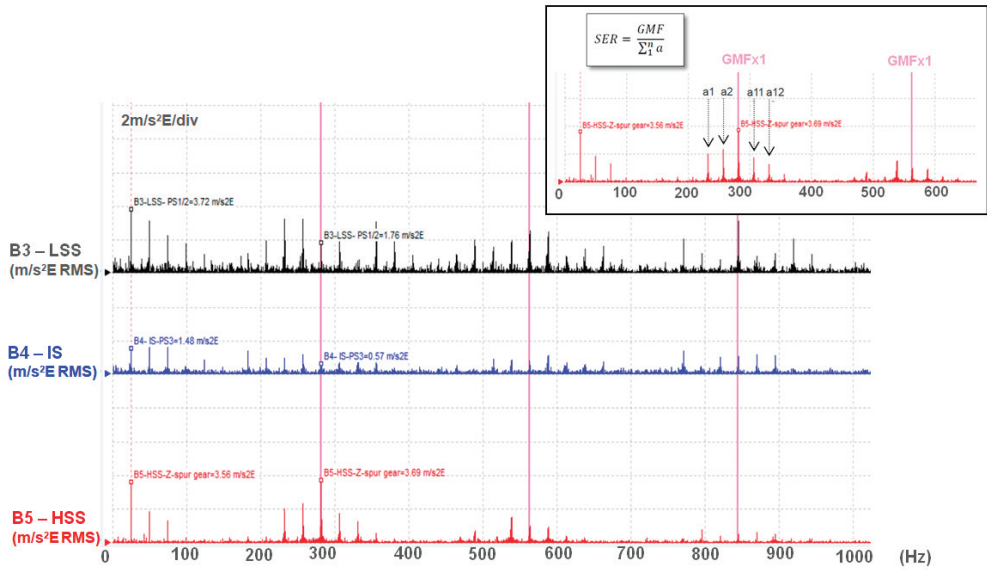 SER = GMF / ∑₁ⁿ a
GMFx1 GMFx1
a1 a2 a11 a12
B5-HSS-Z-spur gear=3.56 m/s2E B5-HSS-Z-spur gear=3.69 m/s2E
0 100 200 300 400 500 600
2m/s²E/div
B3-LSS-PS1/2=3.72 m/s2E
B3-LSS- PS1/2=1.76 m/s2E
B3 – LSS
(m/s²E RMS)
B4- IS-PS3=1.48 m/s2E B4- IS-PS3=0.57 m/s2E
B4 – IS
(m/s²E RMS)
B5-HSS-Z-spur gear=3.56 m/s2E B5-HSS-Z-spur gear=3.69 m/s2E
B5 – HSS
(m/s²E RMS)
0 100 200 300 400 500 600 700 800 900 1000 (Hz)